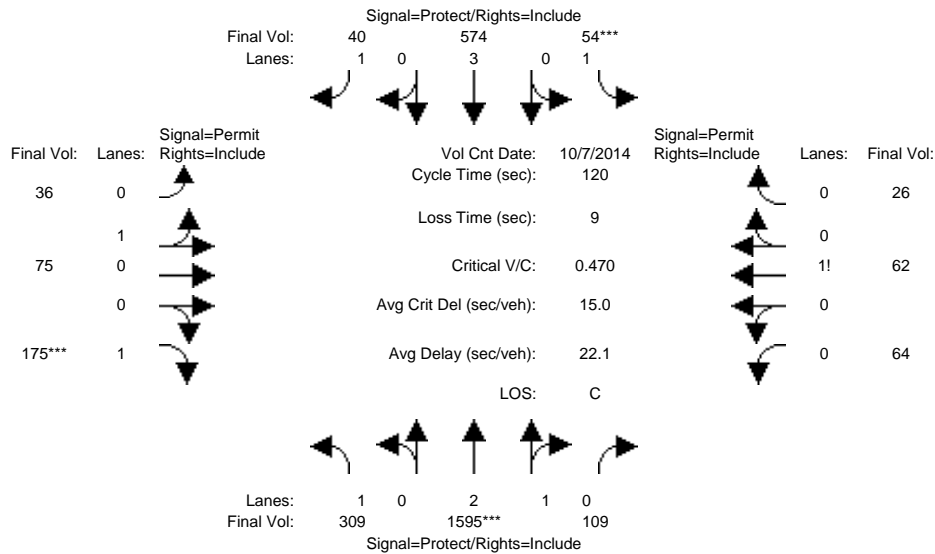 Signal=Protect/Rights=Include
Final Vol: 40 574 54***
Lanes: 1 0 3 0 1
Signal=Permit Signal=Permit
Final Vol: Lanes: Rights=Include Vol Cnt Date: 10/7/2014 Rights=Include Lanes: Final Vol:
Cycle Time (sec): 120
36 0 0 26
Loss Time (sec): 9
1 0
75 0 Critical V/C: 0.470 1! 62
0 Avg Crit Del (sec/veh): 15.0 0
175*** 1 Avg Delay (sec/veh): 22.1 0 64
LOS: C
Lanes: 1 0 2 1 0
Final Vol: 309 1595*** 109
Signal=Protect/Rights=Include